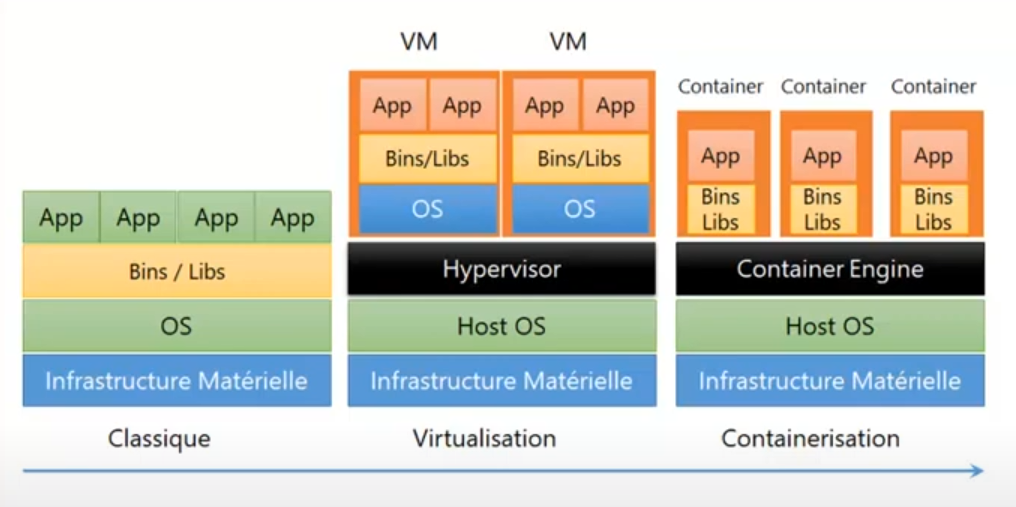 VM
VM
Container
Container
Container
App
App
App
App
Bins/Libs
Bins/Libs
OS
OS
App
Bins
Libs
App
Bins
Libs
App
Bins
Libs
App
App
App
App
Bins / Libs
OS
Infrastructure Matérielle
Hypervisor
Host OS
Infrastructure Matérielle
Container Engine
Host OS
Infrastructure Matérielle
Classique
Virtualisation
Containerisation